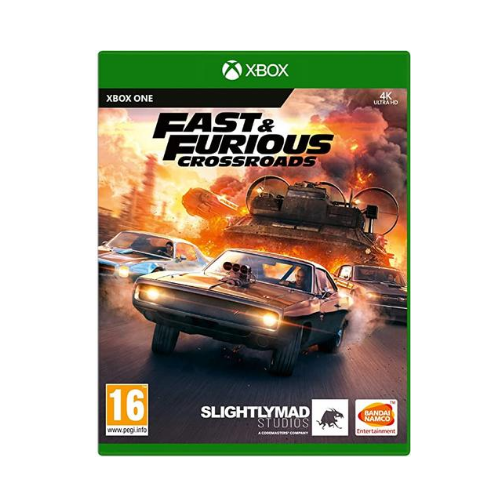 XBOX
XBOX ONE
4K
ULTRA HD
FAST &
FURIOUS
CROSSROADS
16
www.pegi.info
SLIGHTLYMAD
STUDIOS
A CODEMASTERS® COMPANY
BANDAI
NAMCO
Entertainment